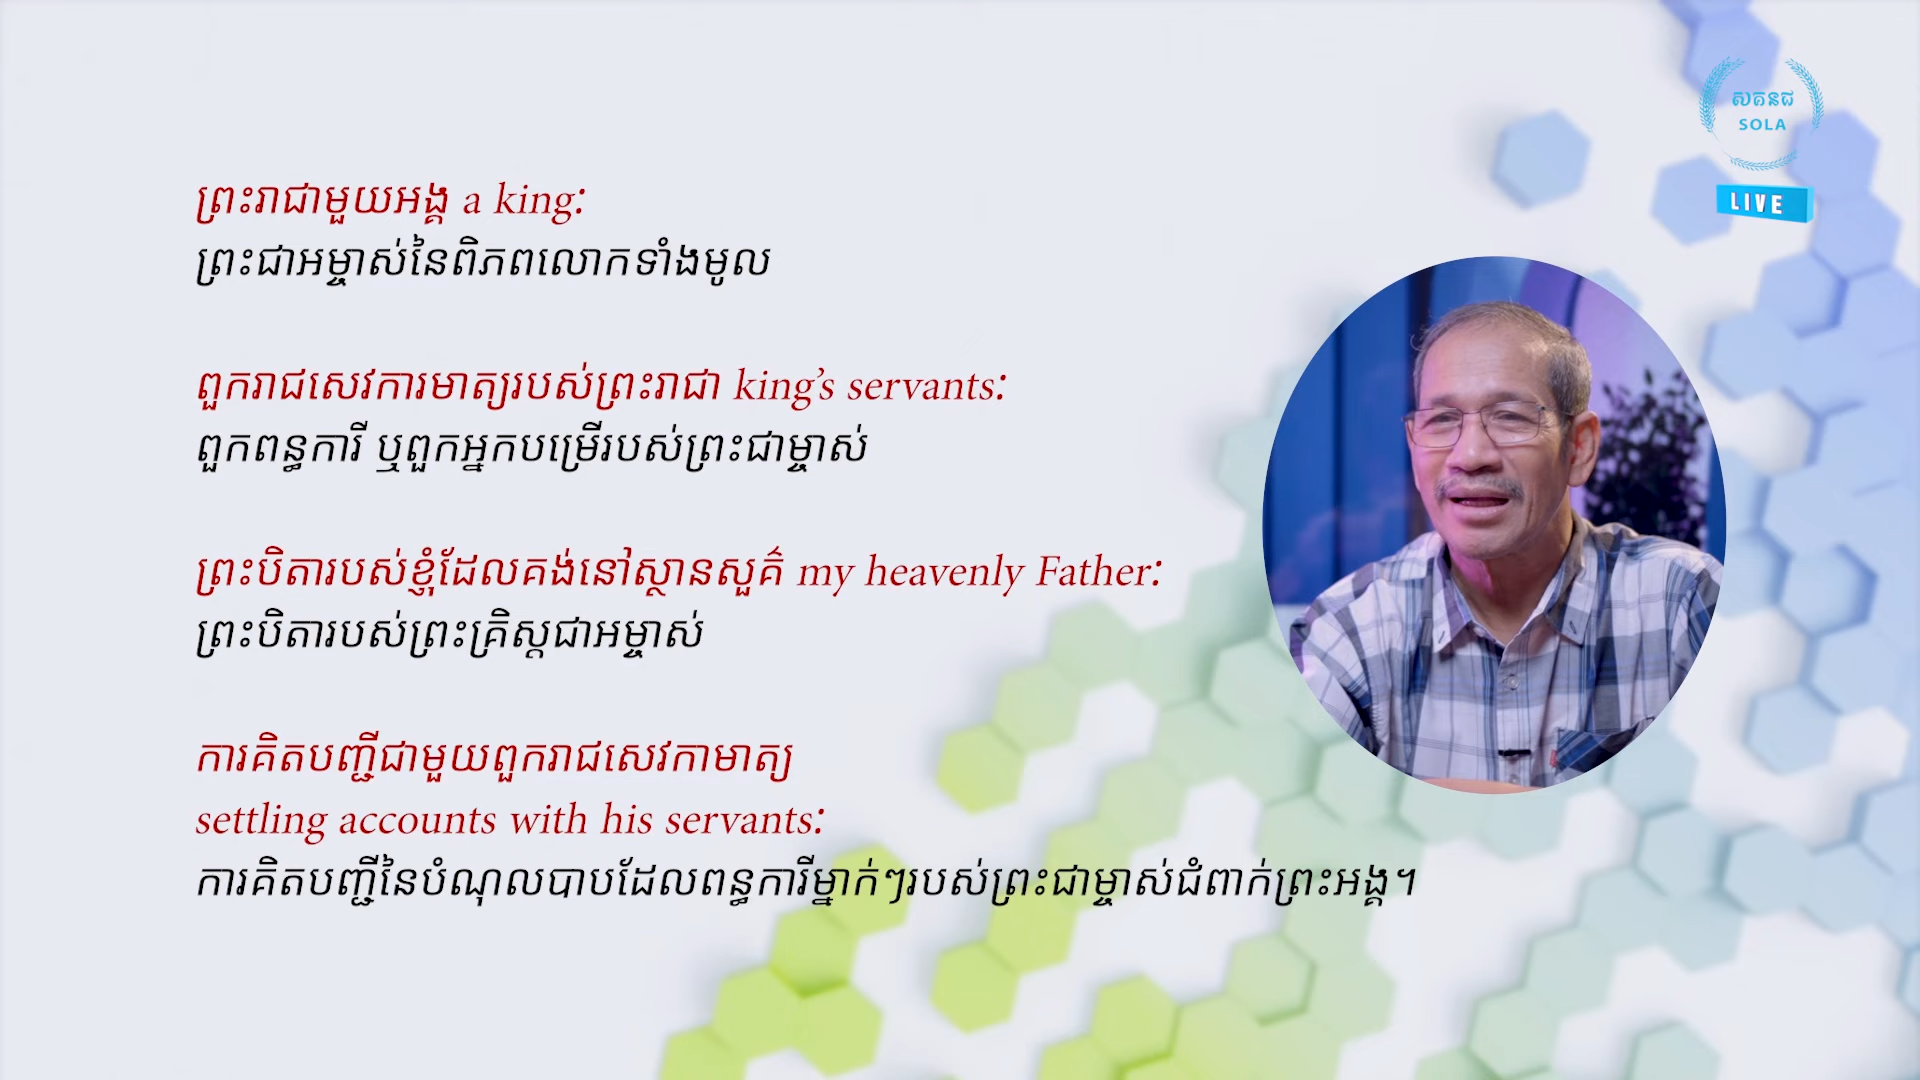 សគនជ
SOLA
LIVE
ព្រះរាជាមួយអង្គ a king:
ព្រះជាអម្ចាស់នៃពិភពលោកទាំងមូល
ពួករាជសេវការមាត្យរបស់ព្រះរាជា king’s servants:
ពួកពន្ធការី ឬពួកអ្នកបម្រើរបស់ព្រះជាម្ចាស់
ព្រះបិតារបស់ខ្ញុំដែលគង់នៅស្ថានសួគ៌ my heavenly Father:
ព្រះបិតារបស់ព្រះគ្រិស្តជាអម្ចាស់
ការគិតបញ្ជីជាមួយពួករាជសេវកាមាត្យ
settling accounts with his servants:
ការគិតបញ្ជីនៃបំណុលបាបដែលពន្ធការីម្នាក់ៗរបស់ព្រះជាម្ចាស់ជំពាក់ព្រះអង្គ។